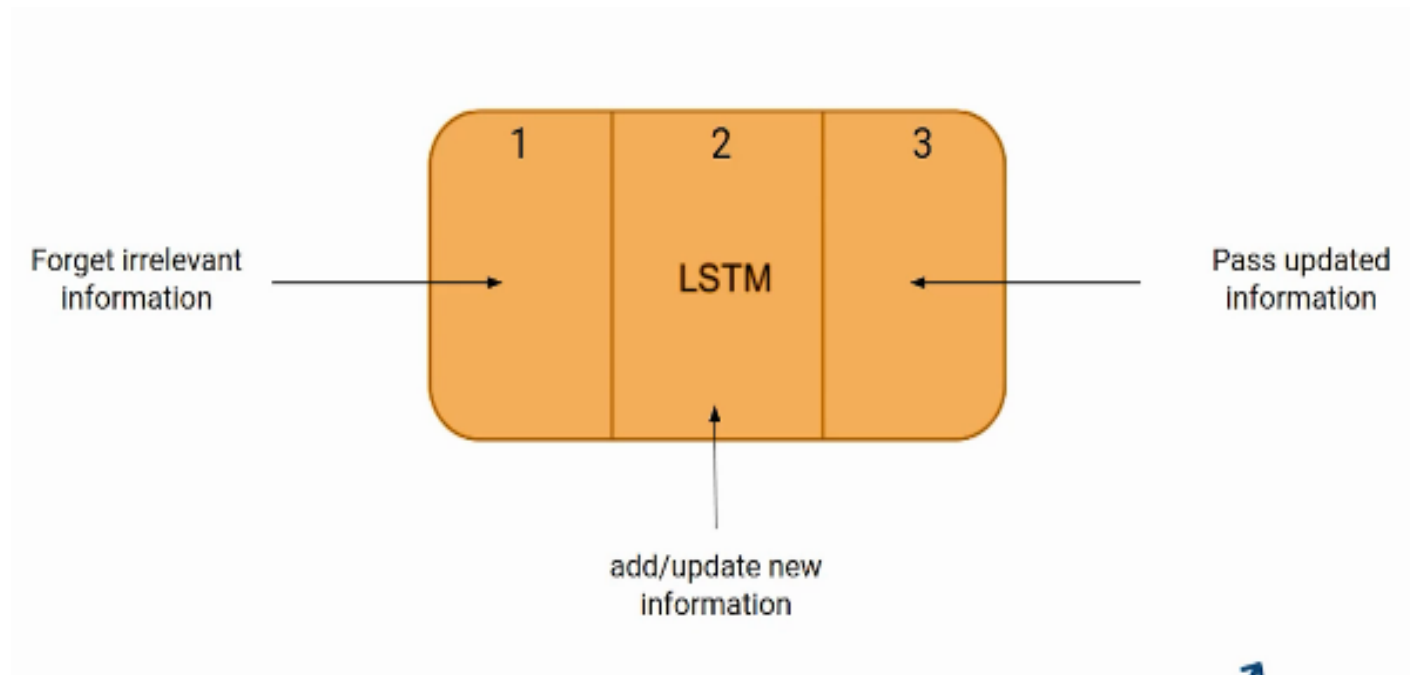 1
2
3
Forget irrelevant
information
LSTM
Pass updated
information
add/update new
information